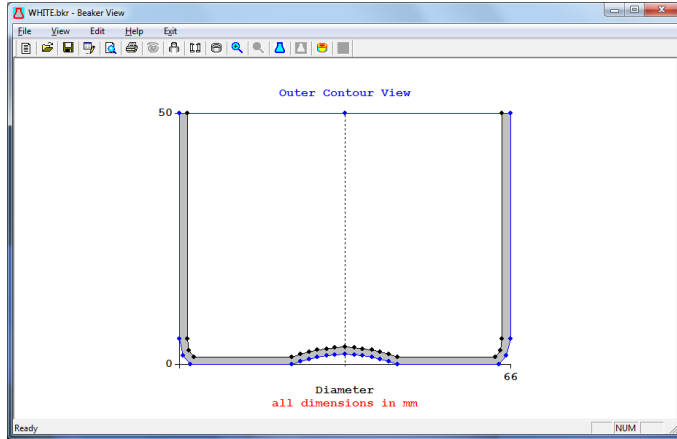 WHITE.bkr - Beaker View
File View Edit Help Exit
Outer Contour View
50
0
66
Diameter
all dimensions in mm
Ready NUM